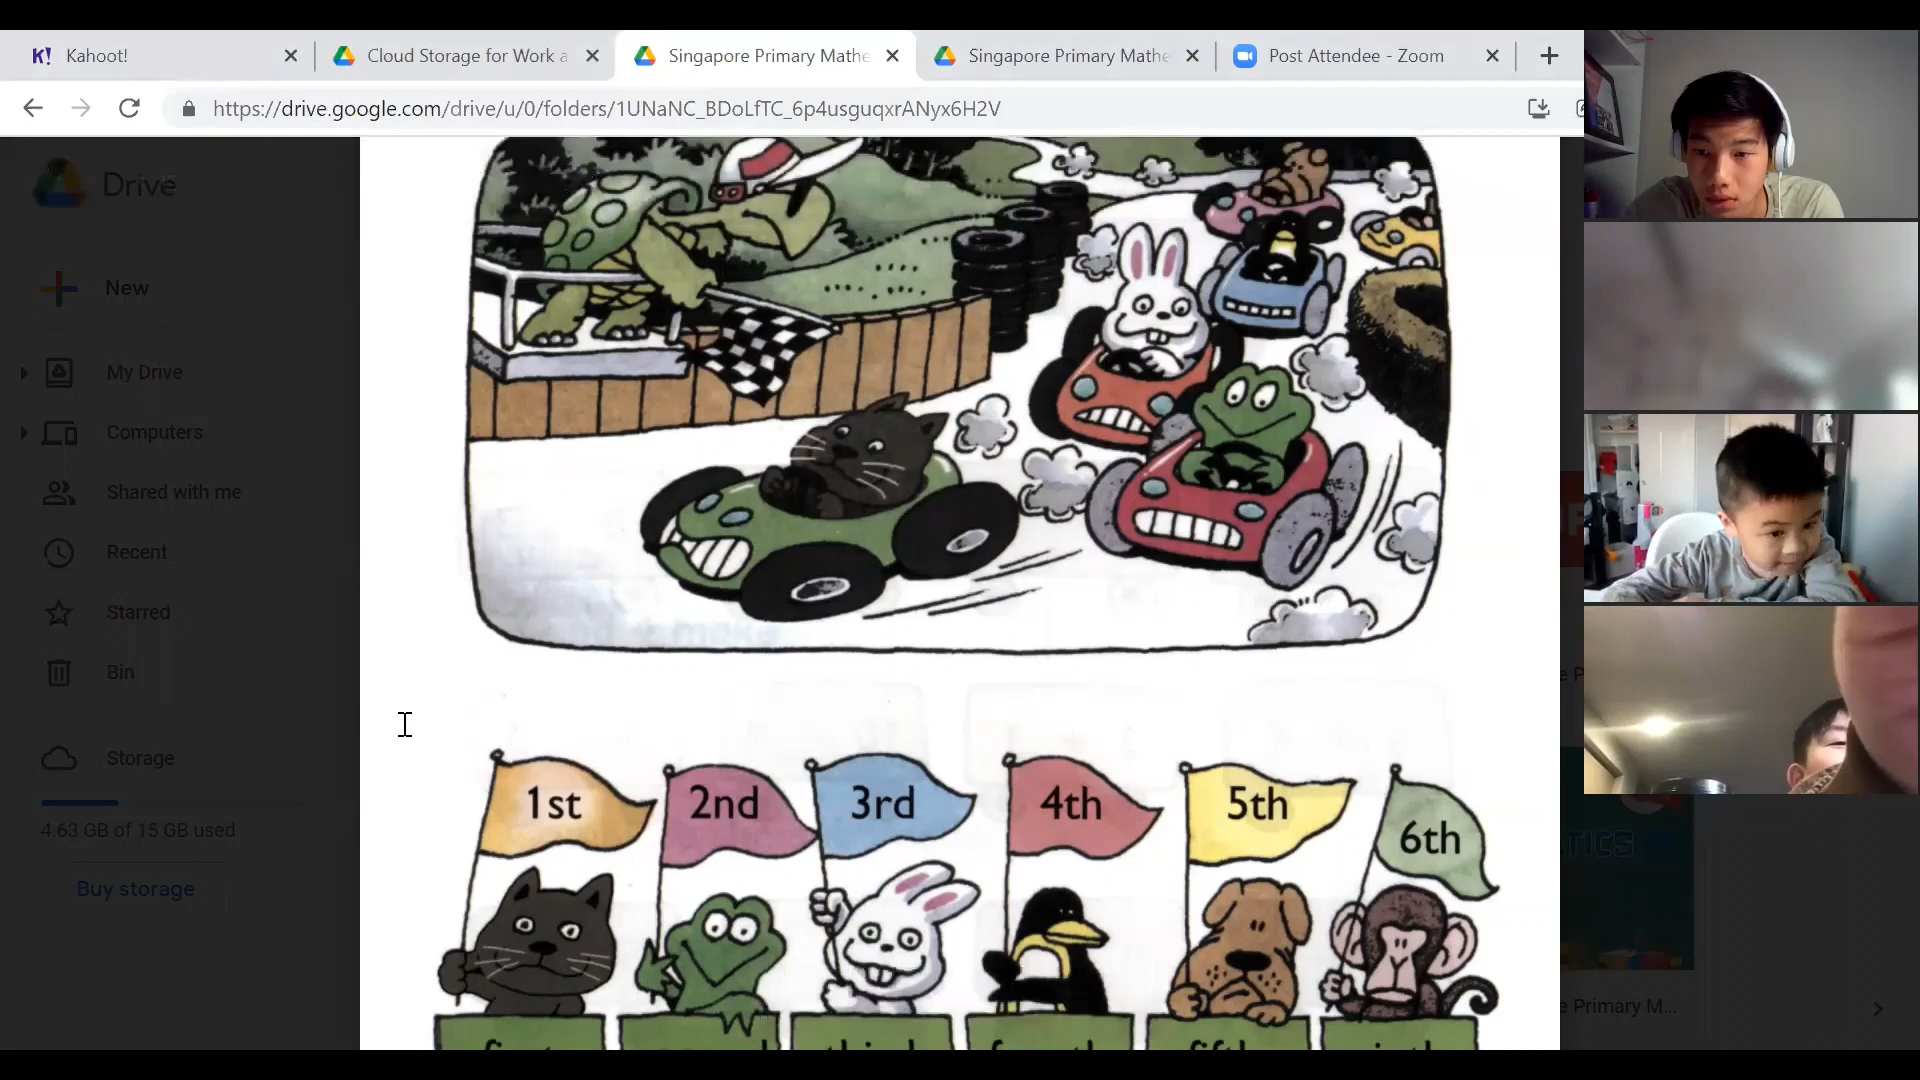 K! Kahoot!
Cloud Storage for Work a
Singapore Primary Mathe
Singapore Primary Mathe
Post Attendee - Zoom
https://drive.google.com/drive/u/0/folders/1UNaNC_BDoLfTC_6p4usguqxrANyx6H2V
Drive
New
My Drive
Computers
Shared with me
Recent
Starred
Bin
Storage
4.63 GB of 15 GB used
Buy storage
1st
2nd
3rd
4th
5th
6th
e Primary M...